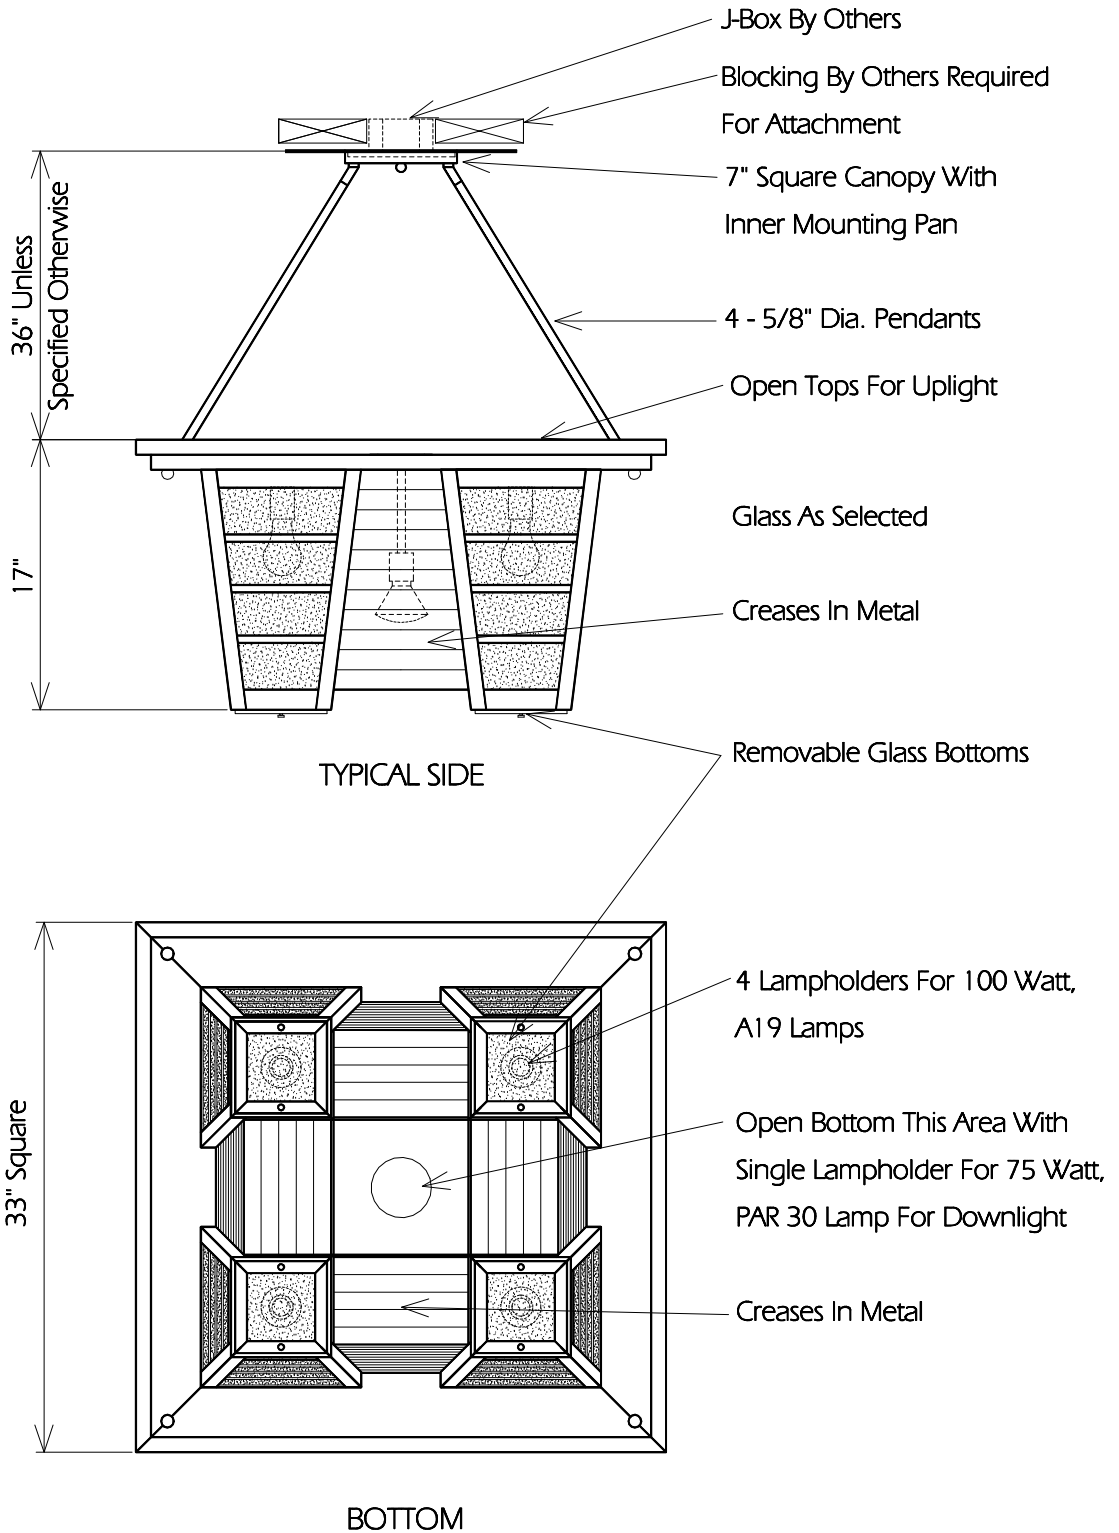 J-Box By Others
Blocking By Others Required
For Attachment
7" Square Canopy With
Inner Mounting Pan
36" Unless
Specified Otherwise
4 - 5/8" Dia. Pendants
Open Tops For Uplight
Glass As Selected
17"
Creases In Metal
Removable Glass Bottoms
TYPICAL SIDE
4 Lampholders For 100 Watt,
A19 Lamps
33" Square
Open Bottom This Area With
Single Lampholder For 75 Watt,
PAR 30 Lamp For Downlight
Creases In Metal
BOTTOM